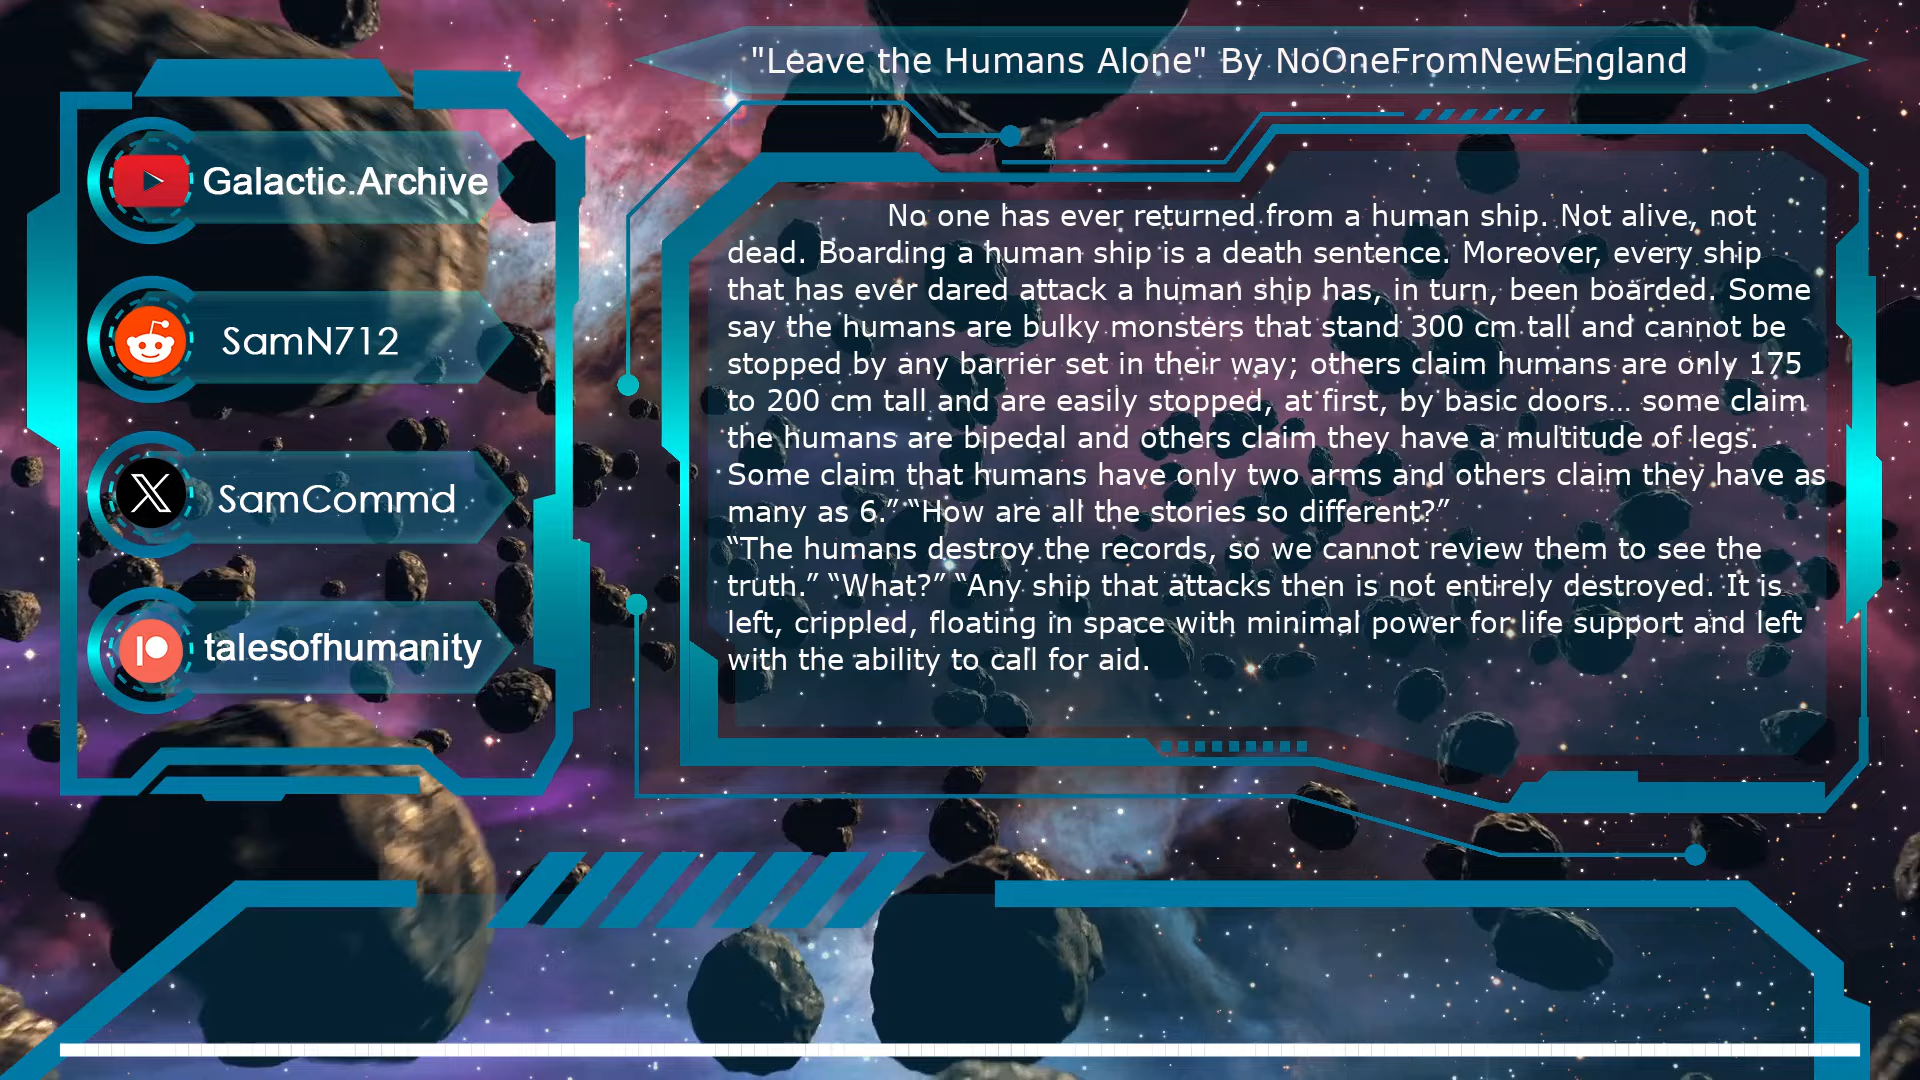 "Leave the Humans Alone" By NoOneFromNewEngland
Galactic.Archive
SamN712
SamCommd
talesofhumanity
No one has ever returned from a human ship. Not alive, not
dead. Boarding a human ship is a death sentence. Moreover, every ship
that has ever dared attack a human ship has, in turn, been boarded. Some
say the humans are bulky monsters that stand 300 cm tall and cannot be
stopped by any barrier set in their way; others claim humans are only 175
to 200 cm tall and are easily stopped, at first, by basic doors... some claim
the humans are bipedal and others claim they have a multitude of legs.
Some claim that humans have only two arms and others claim they have as
many as 6.” “How are all the stories so different?”
“The humans destroy the records, so we cannot review them to see the
truth.” “What?” “Any ship that attacks then is not entirely destroyed. It is
left, crippled, floating in space with minimal power for life support and left
with the ability to call for aid.